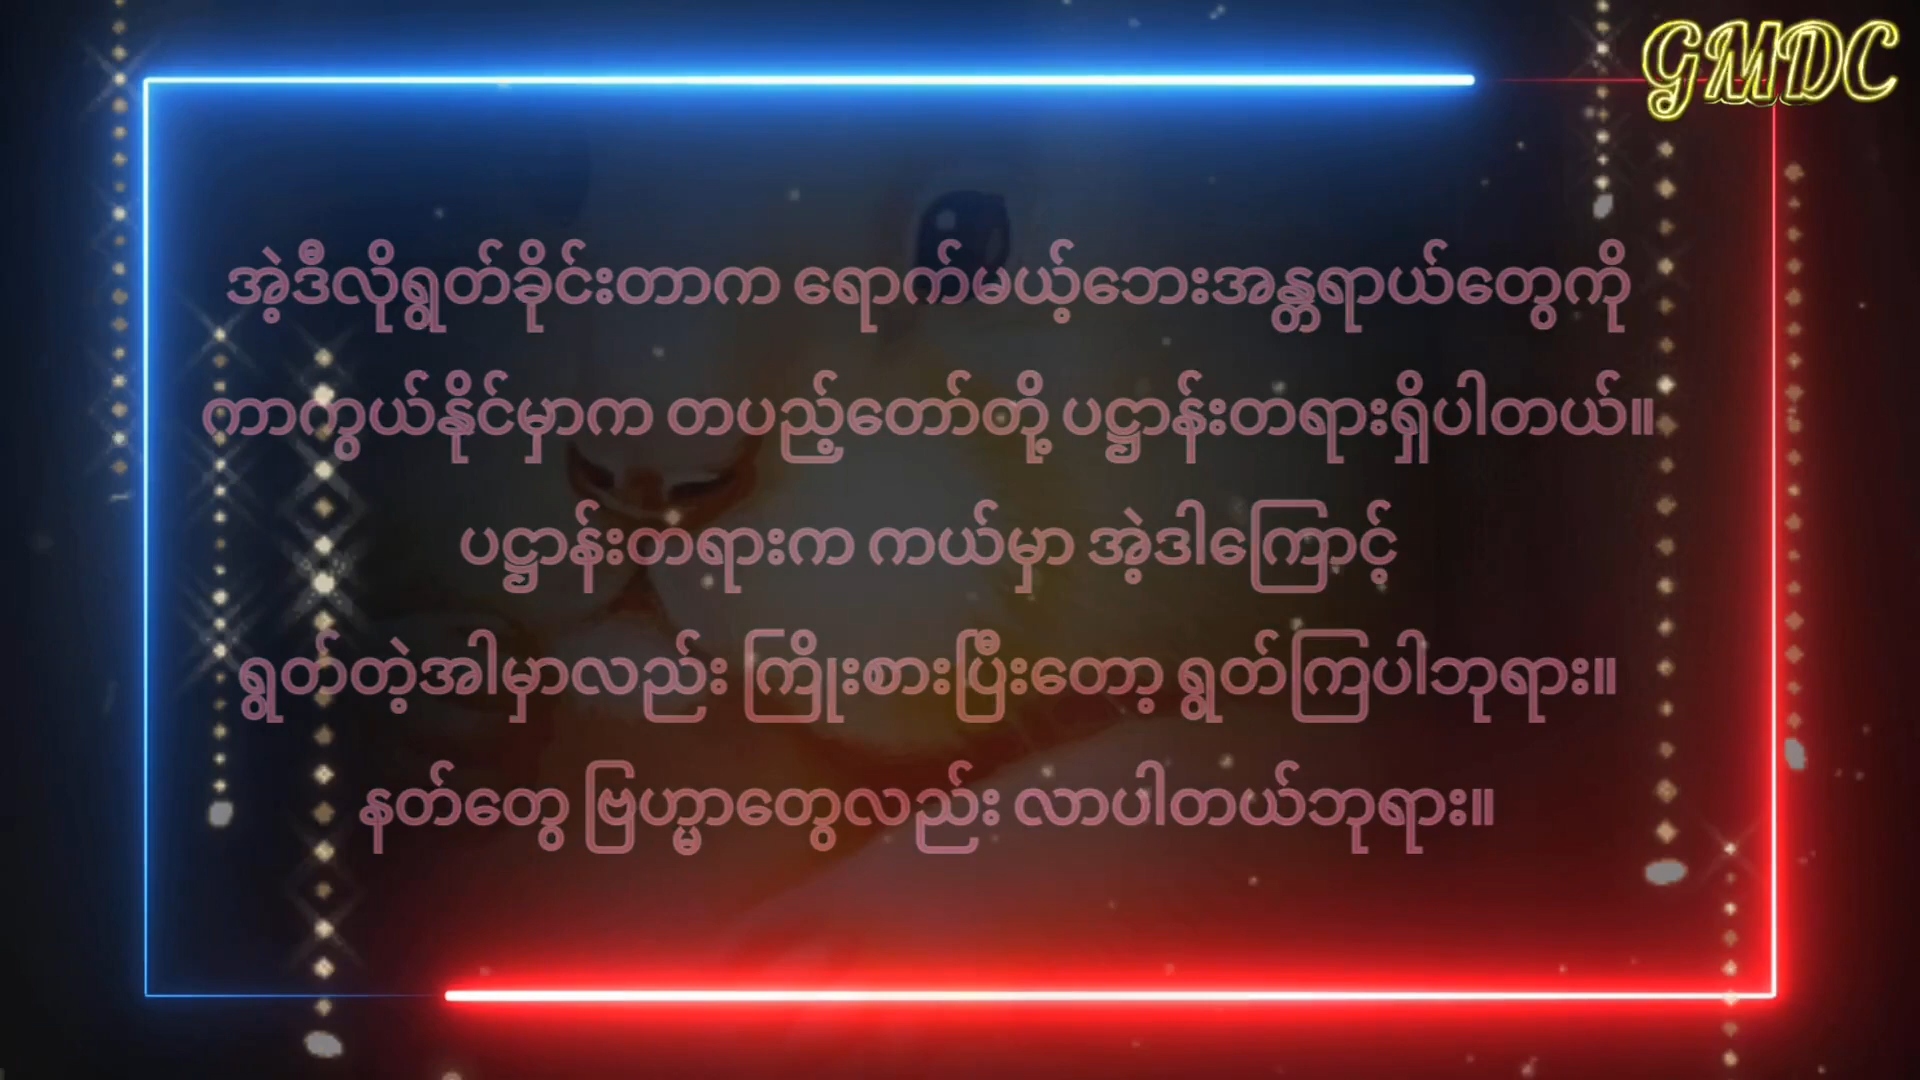 GMDC
အဲ့ဒီလိုရွတ်ခိုင်းတာက ရောက်မယ့်ဘေးအန္တရာယ်တွေကို
ကာကွယ်နိုင်မှာက တပည့်တော်တို့ ပဋ္ဌာန်းတရားရှိပါတယ်။
ပဋ္ဌာန်းတရားက ကယ်မှာ အဲ့ဒါကြောင့်
ရွတ်တဲ့အါမှာလည်း ကြိုးစားပြီးတော့ ရွတ်ကြပါဘုရား။
နတ်တွေ ဗြဟ္မာတွေလည်း လာပါတယ်ဘုရား။